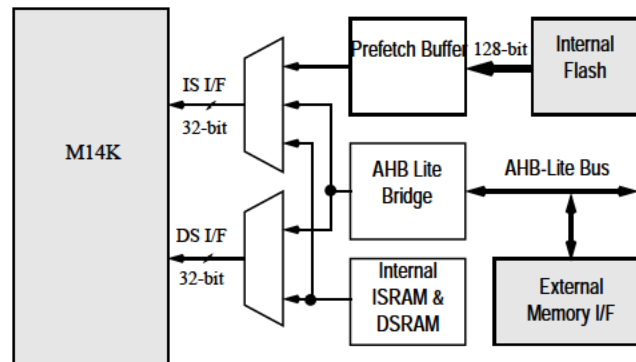 M14K
IS I/F
32-bit
DS I/F
32-bit
Prefetch Buffer
128-bit
Internal
Flash
AHB Lite
Bridge
AHB-Lite Bus
Internal
ISRAM &
DSRAM
External
Memory I/F